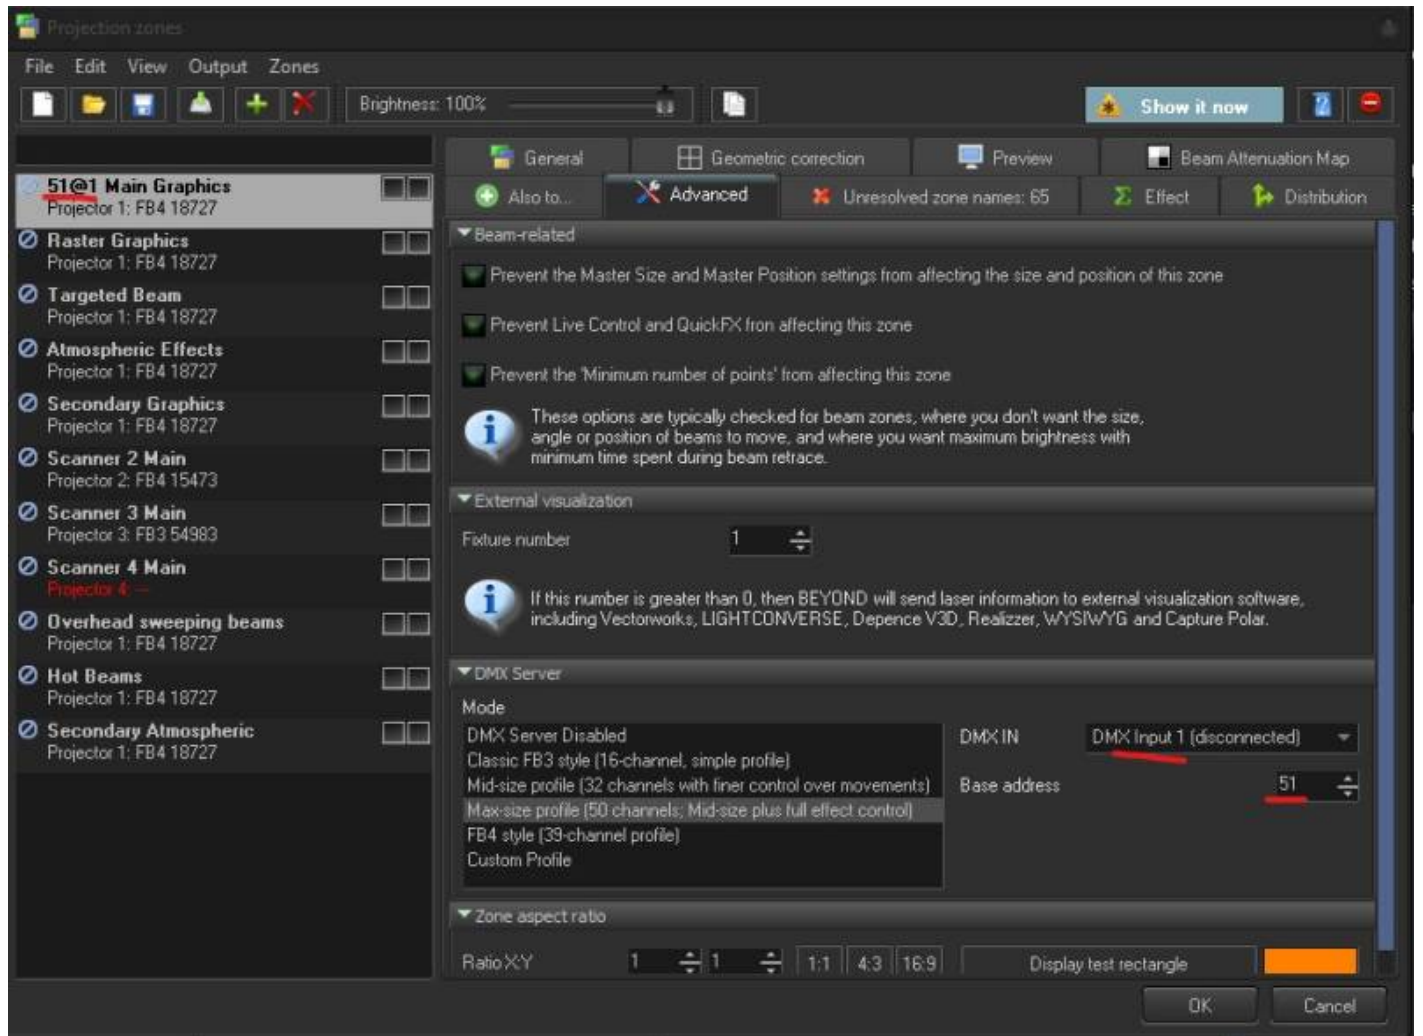 Projection zones
File Edit View Output Zones
Brightness: 100%
Show it now
General Geometric correction Preview Beam Attenuation Map
Also to... Advanced Unresolved zone names: 65 Effect Distribution
51@1 Main Graphics
Projector 1: FB4 18727
Raster Graphics
Projector 1: FB4 18727
Targeted Beam
Projector 1: FB4 18727
Atmospheric Effects
Projector 1: FB4 18727
Secondary Graphics
Projector 1: FB4 18727
Scanner 2 Main
Projector 2: FB4 15473
Scanner 3 Main
Projector 3: FB3 54983
Scanner 4 Main
Projector 4: --
Overhead sweeping beams
Projector 1: FB4 18727
Hot Beams
Projector 1: FB4 18727
Secondary Atmospheric
Projector 1: FB4 18727
Beam-related
Prevent the Master Size and Master Position settings from affecting the size and position of this zone
Prevent Live Control and QuickFX fron affecting this zone
Prevent the 'Minimum number of points' from affecting this zone
These options are typically checked for beam zones, where you don't want the size,
angle or position of beams to move, and where you want maximum brightness with
minimum time spent during beam retrace.
External visualization
Fixture number 1
If this number is greater than 0, then BEYOND will send laser information to external visualization software,
including Vectorworks, LIGHTCONVERSE, Depence V3D, Realizzer, WYSIWYG and Capture Polar.
DMX Server
Mode
DMX Server Disabled
Classic FB3 style (16-channel, simple profile)
Mid-size profile (32 channels with finer control over movements)
Max-size profile (50 channels; Mid-size plus full effect control)
FB4 style (39-channel profile)
Custom Profile
DMX IN DMX Input 1 (disconnected)
Base address 51
Zone aspect ratio
Ratio X:Y 1 1 1:1 4:3 16:9 Display test rectangle
OK Cancel